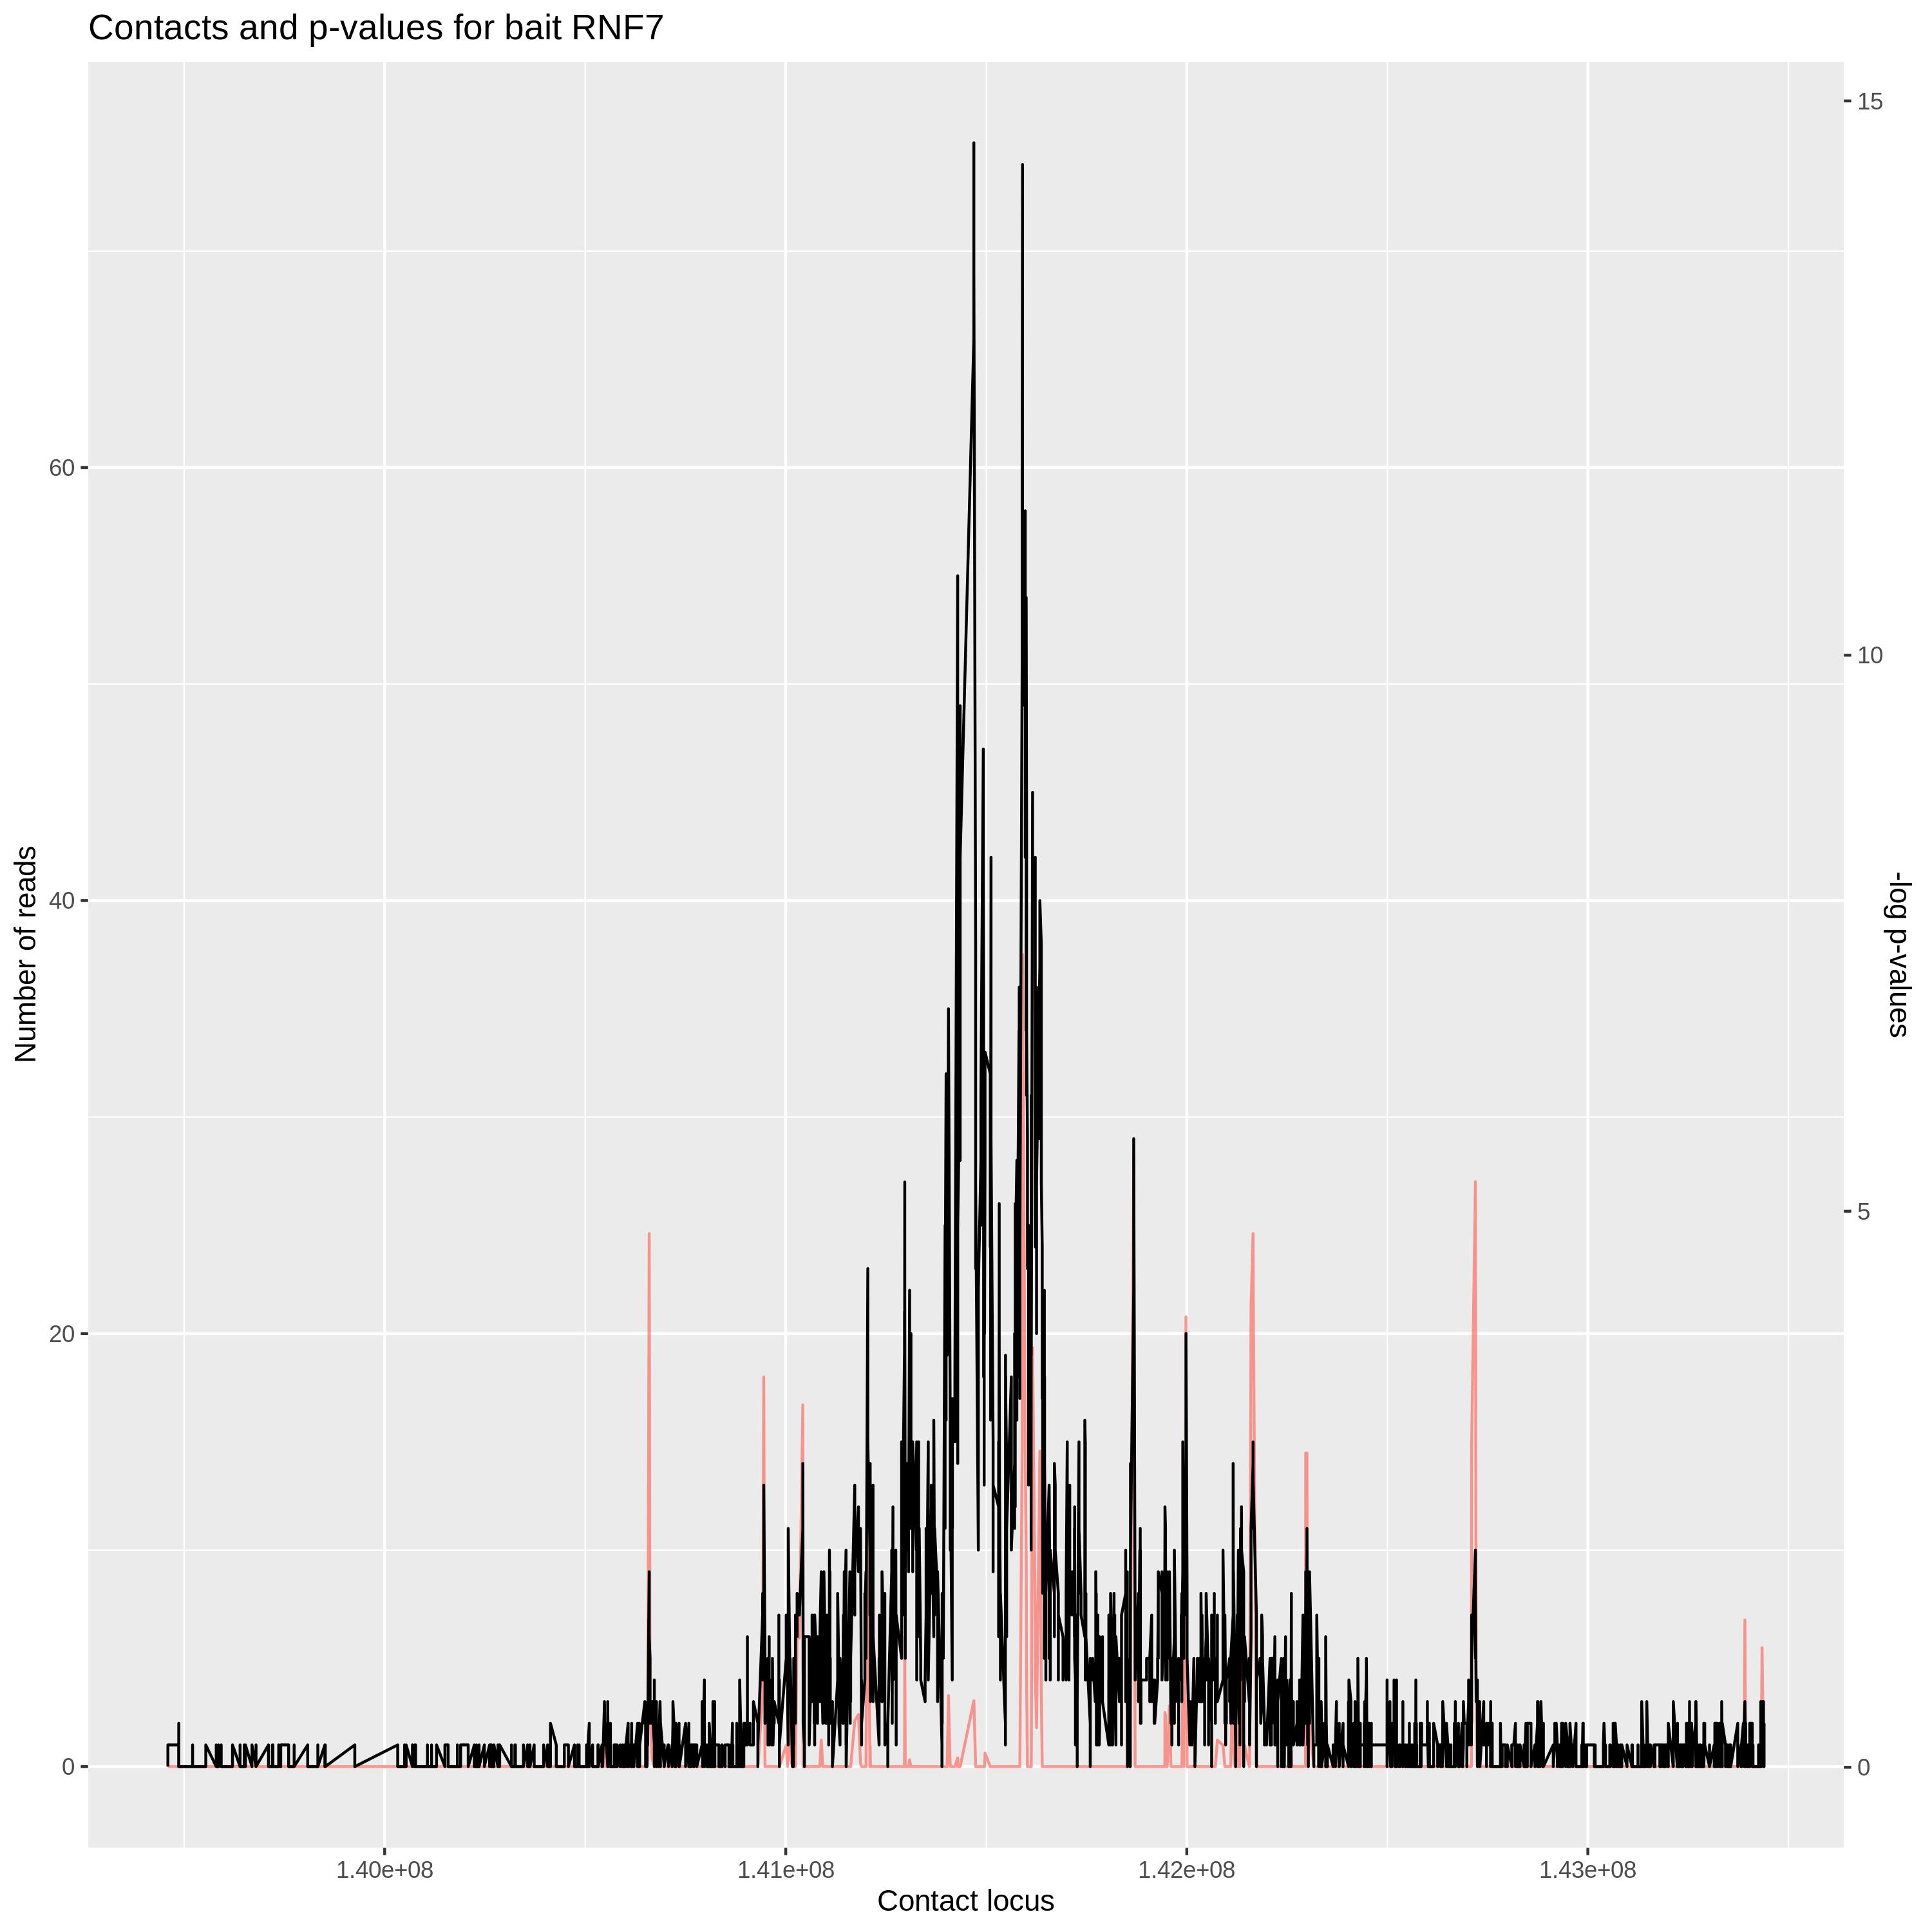 Contacts and p-values for bait RNF7
15
60
10
40
Number of reads
-log p-values
5
20
0
0
1.40e+08
1.41e+08
1.42e+08
1.43e+08
Contact locus